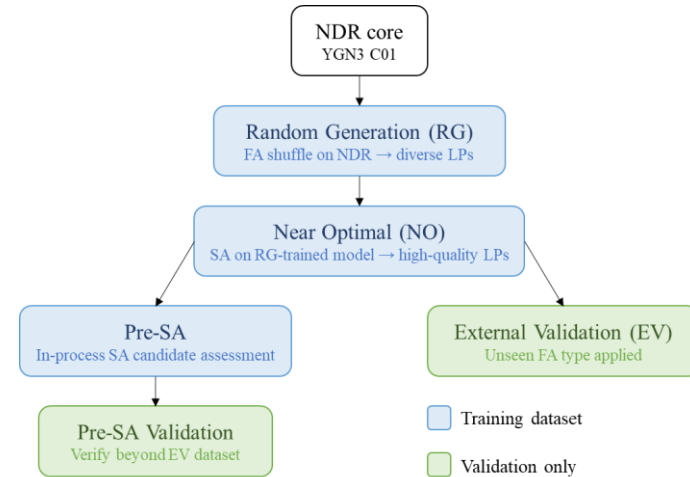 NDR core
YGN3 C01
Random Generation (RG)
FA shuffle on NDR → diverse LPs
Near Optimal (NO)
SA on RG-trained model → high-quality LPs
Pre-SA
In-process SA candidate assessment
External Validation (EV)
Unseen FA type applied
Pre-SA Validation
Verify beyond EV dataset
Training dataset
Validation only